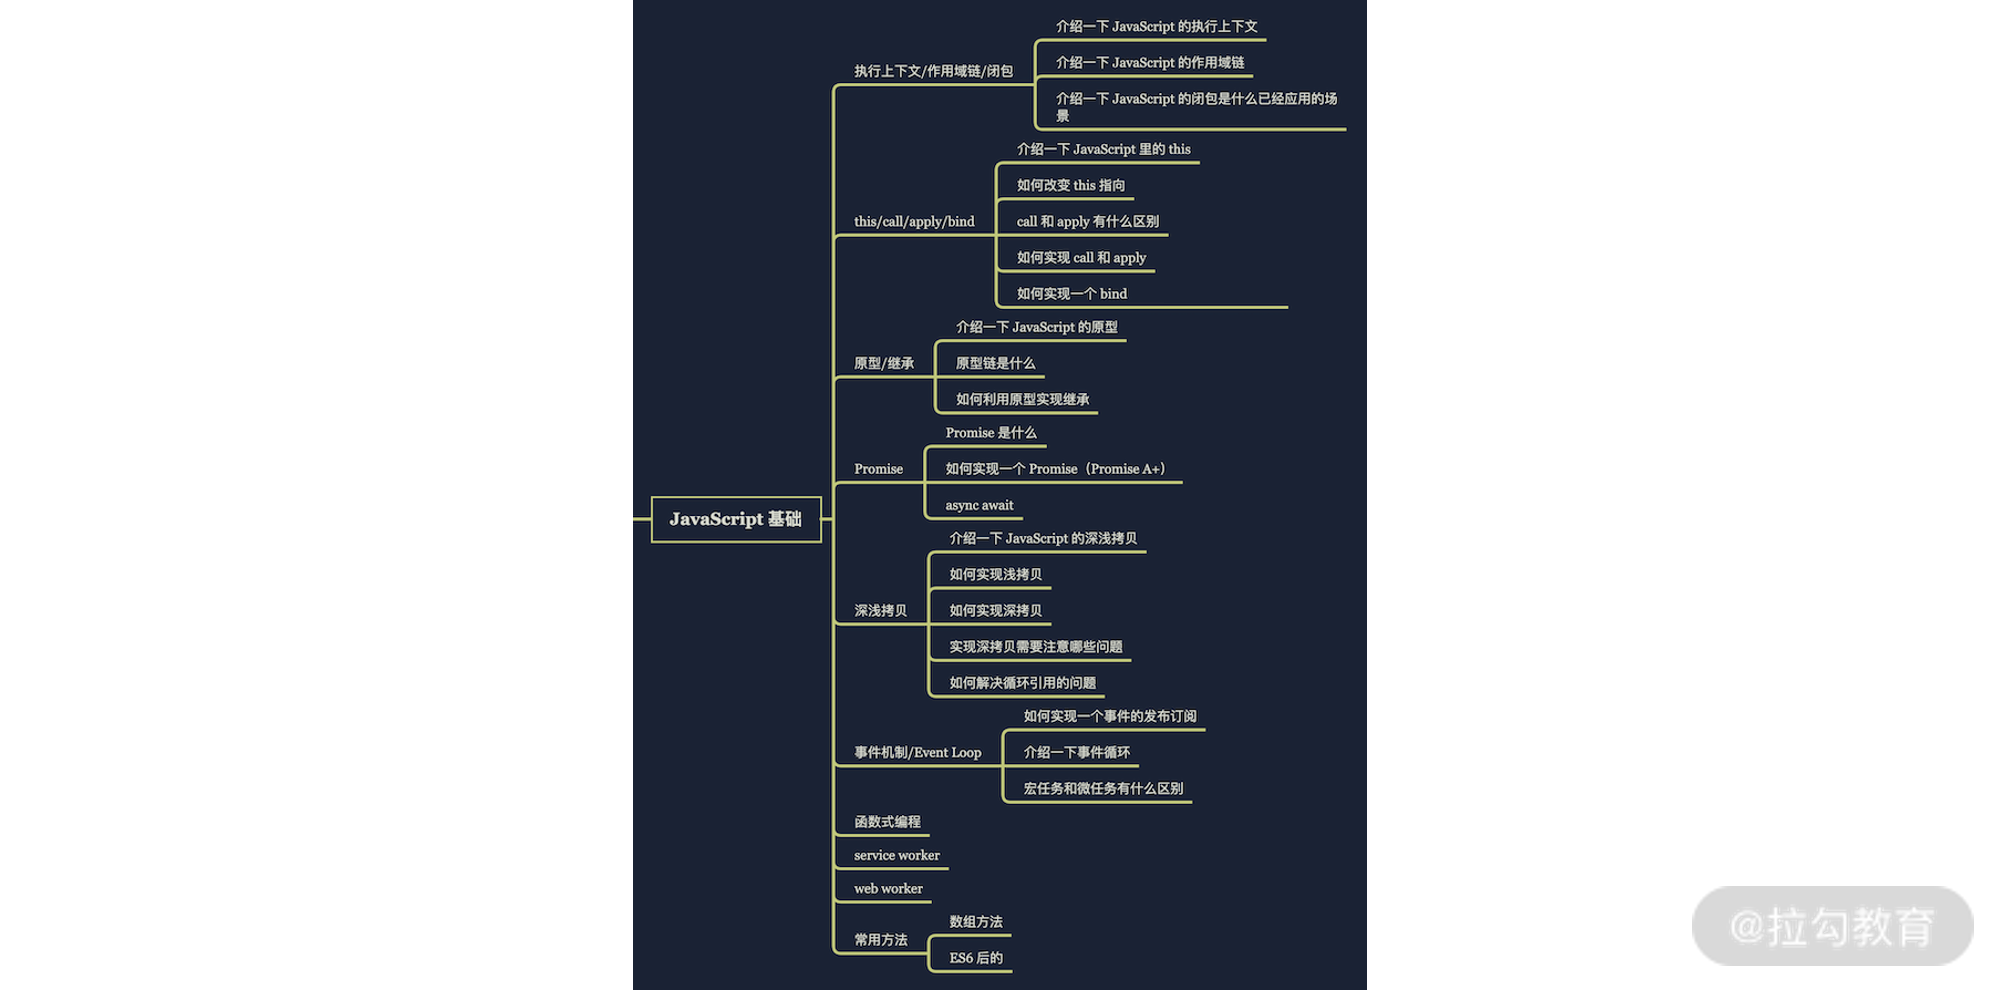 JavaScript 基础
执行上下文/作用域链/闭包
介绍一下 JavaScript 的执行上下文
介绍一下 JavaScript 的作用域链
介绍一下 JavaScript 的闭包是什么已经应用的场
景
this/call/apply/bind
介绍一下 JavaScript 里的 this
如何改变 this 指向
call 和 apply 有什么区别
如何实现 call 和 apply
如何实现一个 bind
原型/继承
介绍一下 JavaScript 的原型
原型链是什么
如何利用原型实现继承
Promise
Promise 是什么
如何实现一个 Promise（Promise A+）
async await
深浅拷贝
介绍一下 JavaScript 的深浅拷贝
如何实现浅拷贝
如何实现深拷贝
实现深拷贝需要注意哪些问题
如何解决循环引用的问题
事件机制/Event Loop
如何实现一个事件的发布订阅
介绍一下事件循环
宏任务和微任务有什么区别
函数式编程
service worker
web worker
常用方法
数组方法
ES6 后的
@拉勾教育